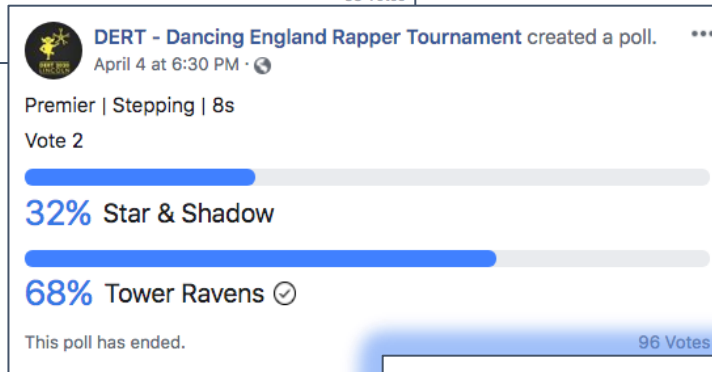 DERT - Dancing England Rapper Tournament created a poll.
April 4 at 6:30 PM ·
Premier | Stepping | 8s
Vote 2
32% Star & Shadow
68% Tower Ravens
This poll has ended.
96 Votes